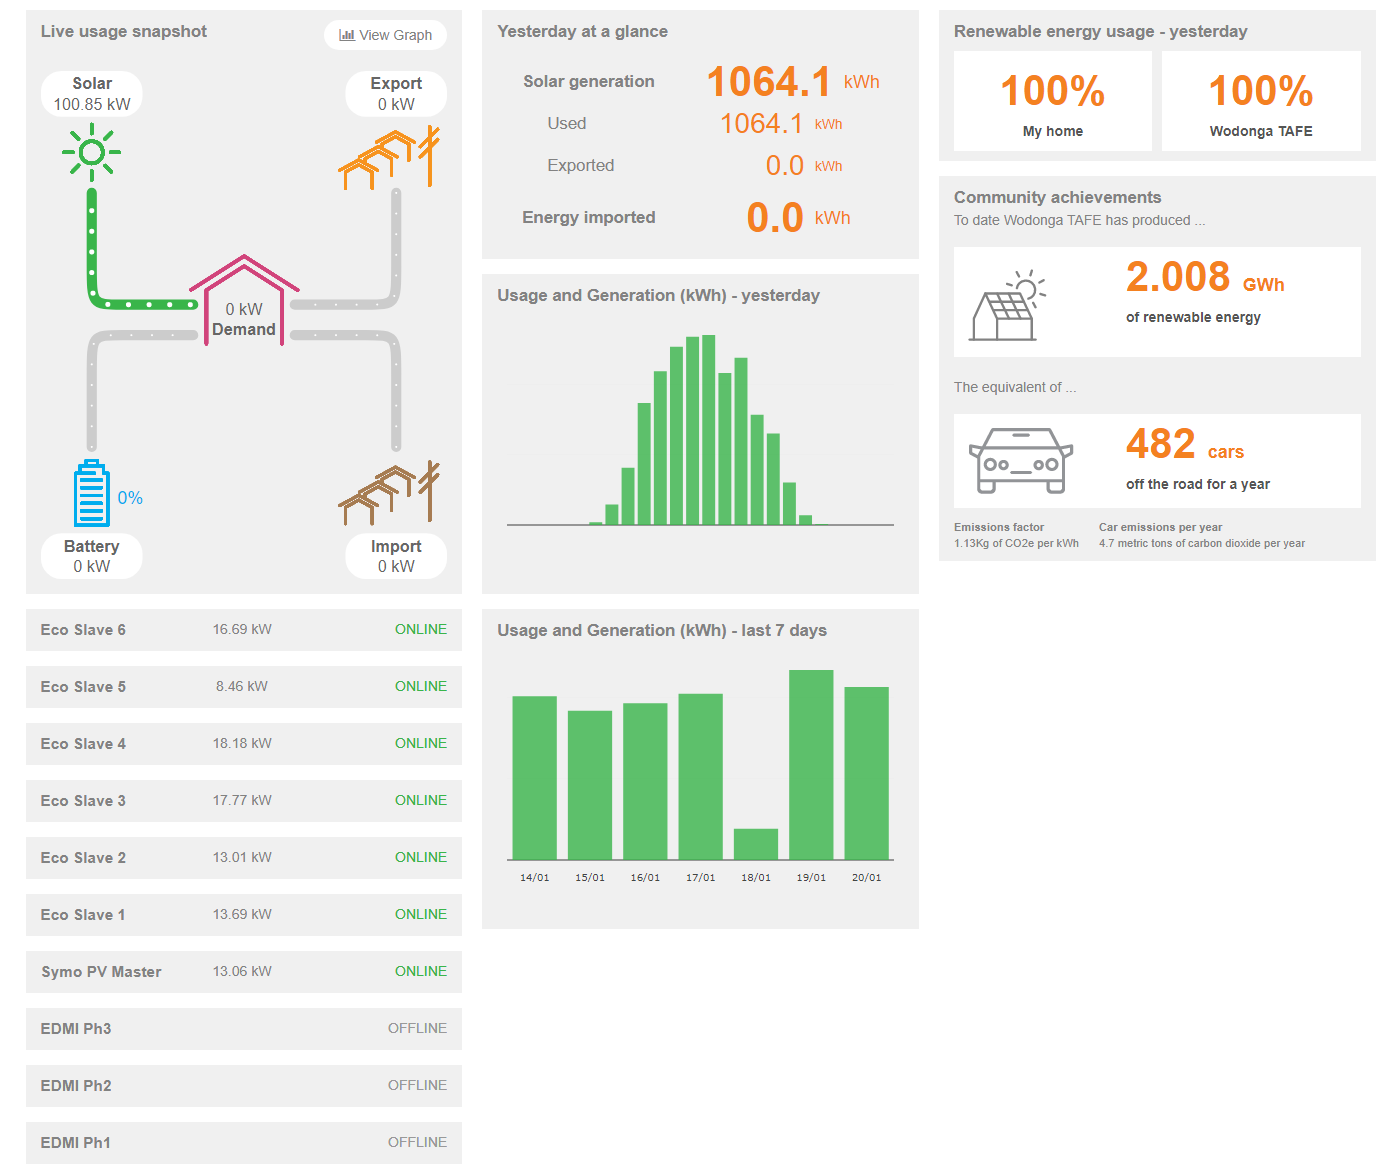 Live usage snapshot
View Graph
Solar
100.85 kW
Export
0 kW
0 kW
Demand
0%
Battery
0 kW
Import
0 kW
Eco Slave 6 16.69 kW ONLINE
Eco Slave 5 8.46 kW ONLINE
Eco Slave 4 18.18 kW ONLINE
Eco Slave 3 17.77 kW ONLINE
Eco Slave 2 13.01 kW ONLINE
Eco Slave 1 13.69 kW ONLINE
Symo PV Master 13.06 kW ONLINE
EDMI Ph3 OFFLINE
EDMI Ph2 OFFLINE
EDMI Ph1 OFFLINE
Yesterday at a glance
Solar generation 1064.1 kWh
Used 1064.1 kWh
Exported 0.0 kWh
Energy imported 0.0 kWh
Usage and Generation (kWh) - yesterday
Usage and Generation (kWh) - last 7 days
14/01 15/01 16/01 17/01 18/01 19/01 20/01
Renewable energy usage - yesterday
100%
My home
100%
Wodonga TAFE
Community achievements
To date Wodonga TAFE has produced ...
2.008 GWh
of renewable energy
The equivalent of ...
482 cars
off the road for a year
Emissions factor
1.13Kg of CO2e per kWh
Car emissions per year
4.7 metric tons of carbon dioxide per year